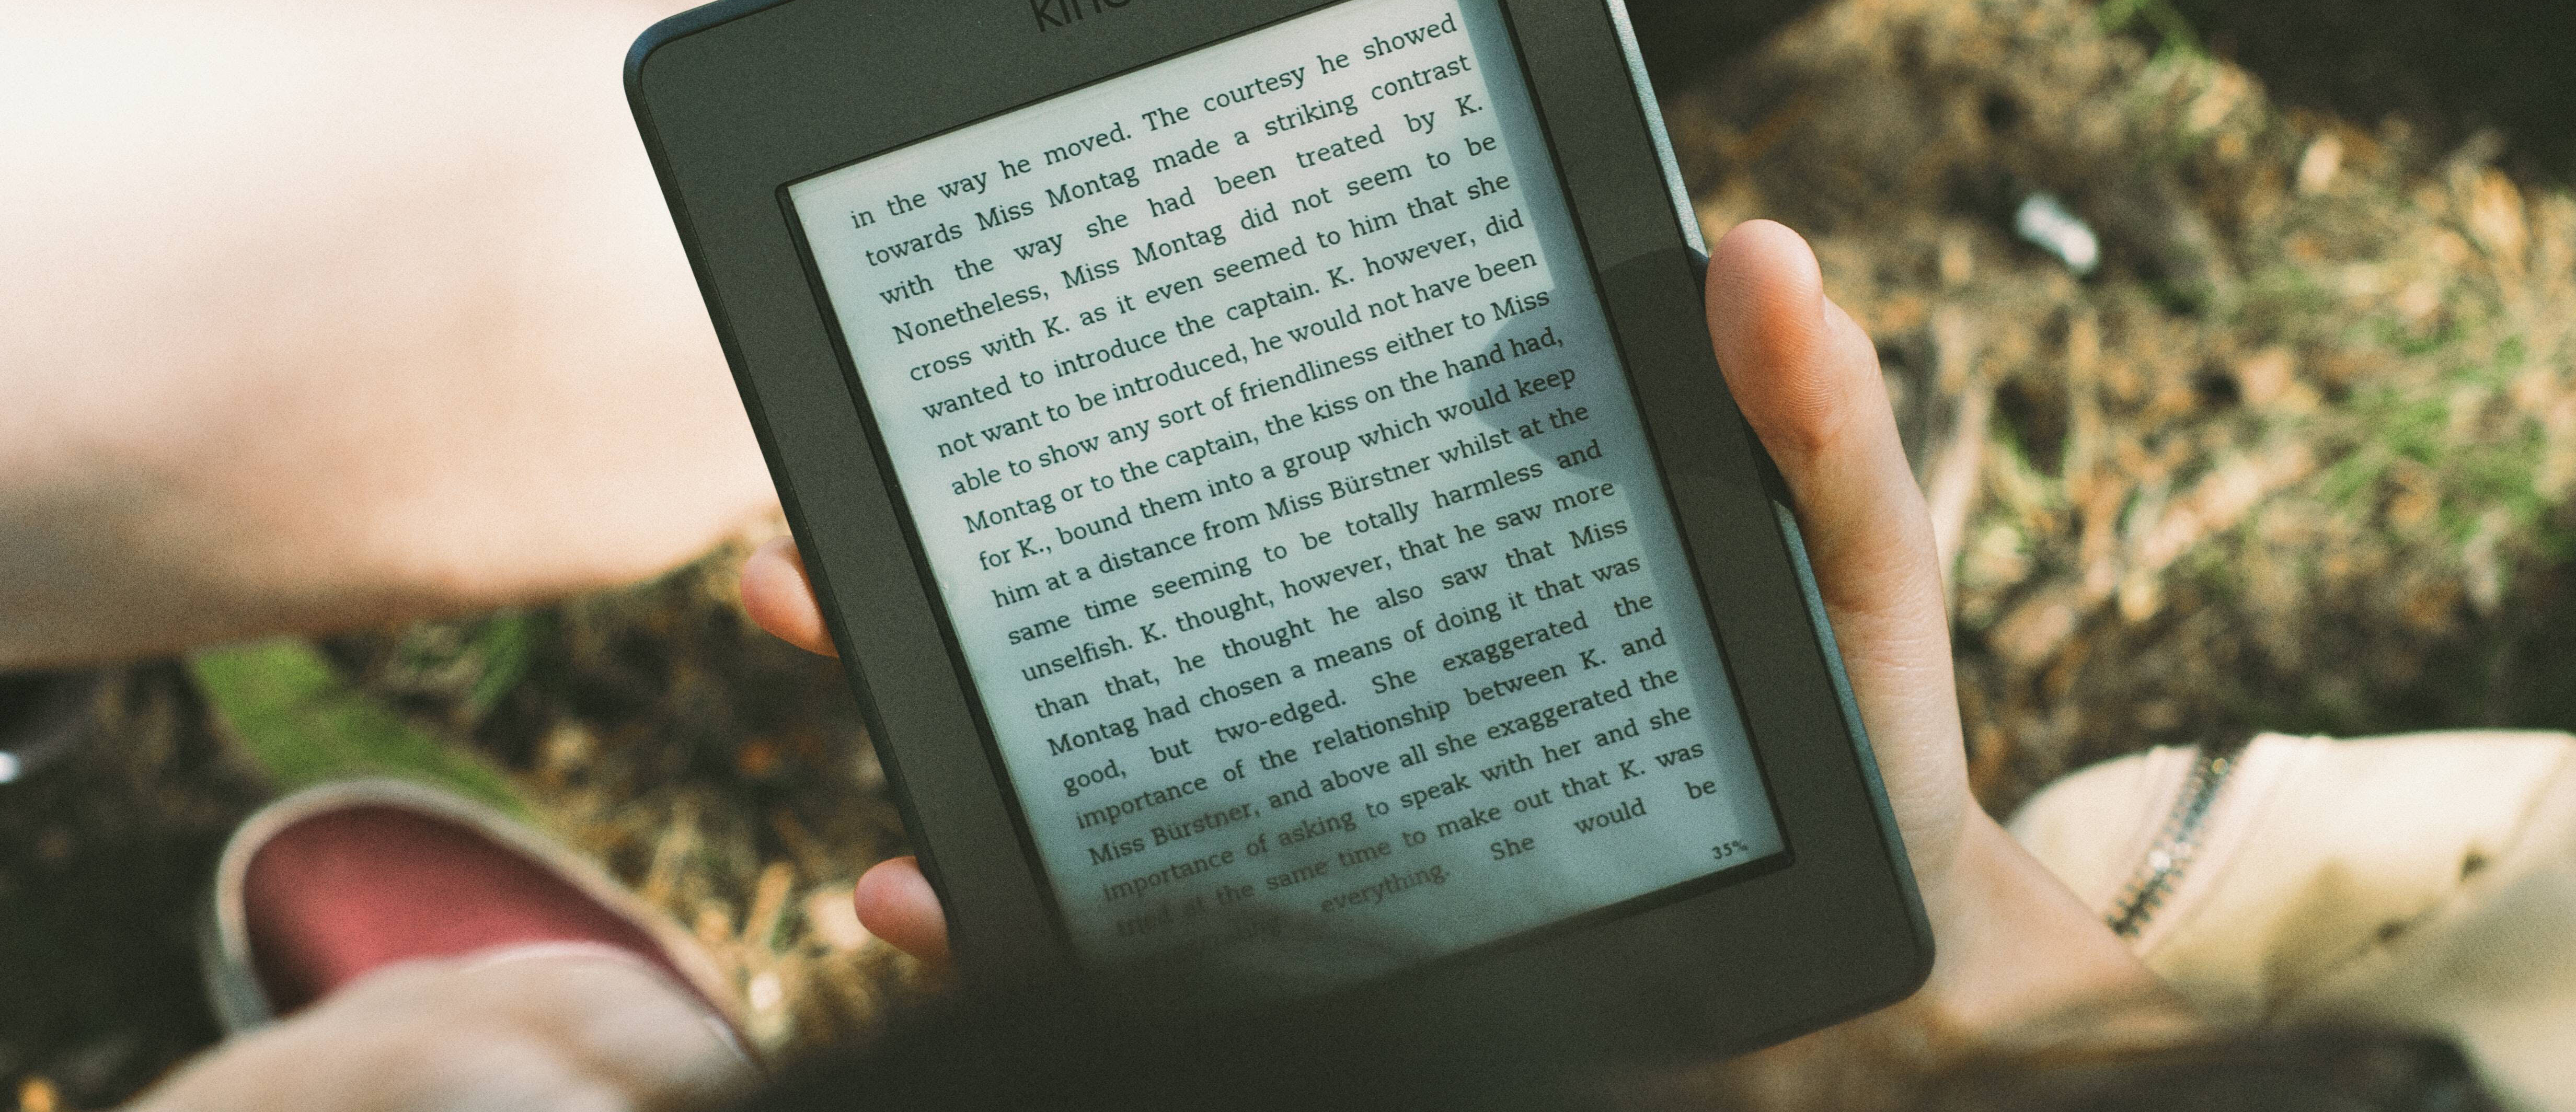 kin
in the way he moved. The courtesy he showed
towards Miss Montag made a striking contrast
with the way she had been treated by K.
Nonetheless, Miss Montag did not seem to be
cross with K. as it even seemed to him that she
wanted to introduce the captain. K. however, did
not want to be introduced, he would not have been
able to show any sort of friendliness either to Miss
Montag or to the captain, the kiss on the hand had,
for K., bound them into a group which would keep
him at a distance from Miss Bürstner whilst at the
same time seeming to be totally harmless and
unselfish. K. thought, however, that he saw more
than that, he thought he also saw that Miss
Montag had chosen a means of doing it that was
good, but two-edged. She exaggerated the
importance of the relationship between K. and
Miss Bürstner, and above all she exaggerated the
importance of asking to speak with her and she
tried at the same time to make out that K. was
everything. She would be
35%